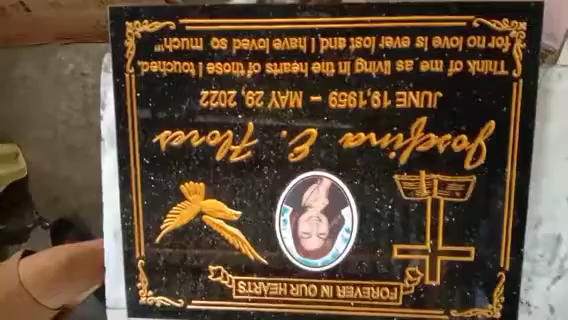 FOREVER IN OUR HEARTS
Josefina E. Flores
JUNE 19,1959 – MAY 29, 2022
Think of me, as living in the hearts of those I touched.
for no love is ever lost and I have loved so much""